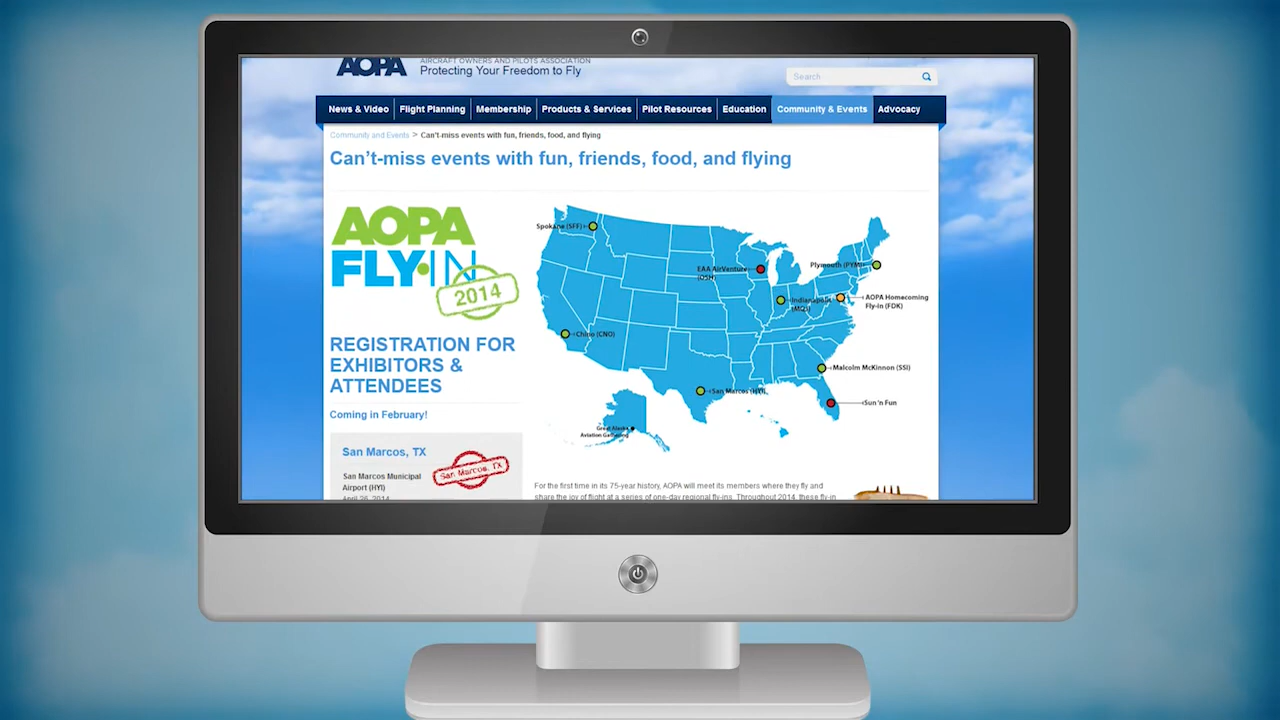 AOPA
AIRCRAFT OWNERS AND PILOTS ASSOCIATION
Protecting Your Freedom to Fly
Search
News & Video
Flight Planning
Membership
Products & Services
Pilot Resources
Education
Community & Events
Advocacy
Community and Events > Can't-miss events with fun, friends, food, and flying
Can't-miss events with fun, friends, food, and flying
AOPA
FLY·IN
2014
REGISTRATION FOR
EXHIBITORS &
ATTENDEES
Coming in February!
San Marcos, TX
San Marcos Municipal
Airport (HYI)
April 26, 2014
San Marcos, TX
Spokane (SFF)
EAA AirVenture
(OSH)
Plymouth (PYM)
Indianapolis
(MQJ)
AOPA Homecoming
Fly-in (FDK)
Chino (CNO)
Malcolm McKinnon (SSI)
San Marcos (HYI)
Sun 'n Fun
Great Alaska
Aviation Gathering
For the first time in its 75-year history, AOPA will meet its members where they fly and
share the joy of flight at a series of one-day regional fly-ins. Throughout 2014, these fly-in